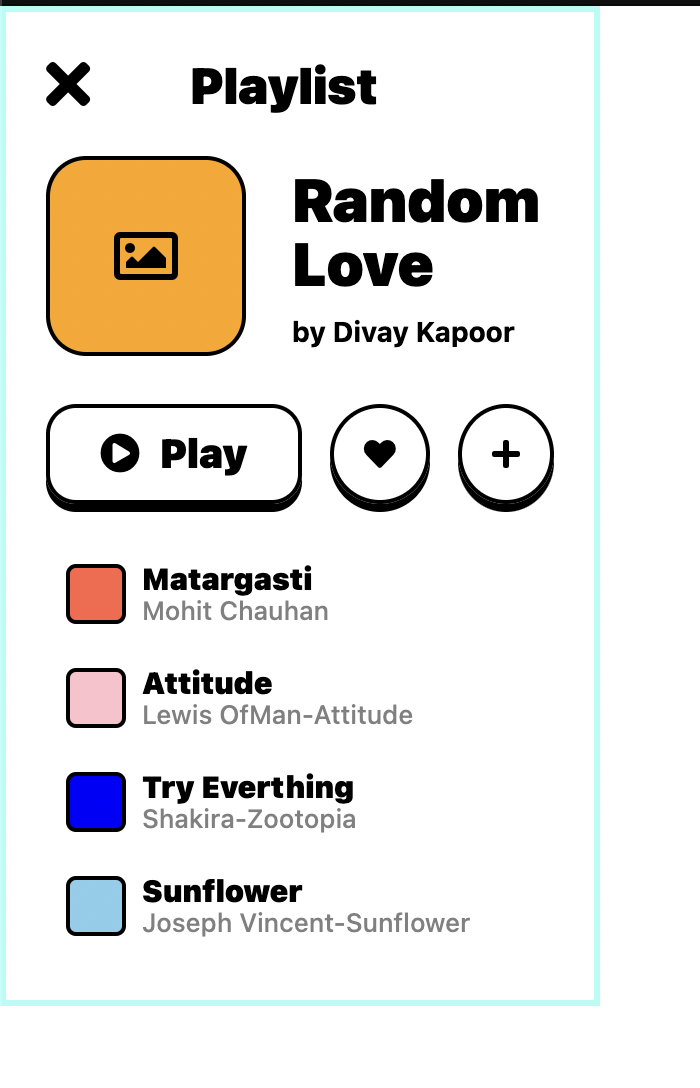 Playlist
Random
Love
by Divay Kapoor
Play
Matargasti
Mohit Chauhan
Attitude
Lewis OfMan-Attitude
Try Everthing
Shakira-Zootopia
Sunflower
Joseph Vincent-Sunflower